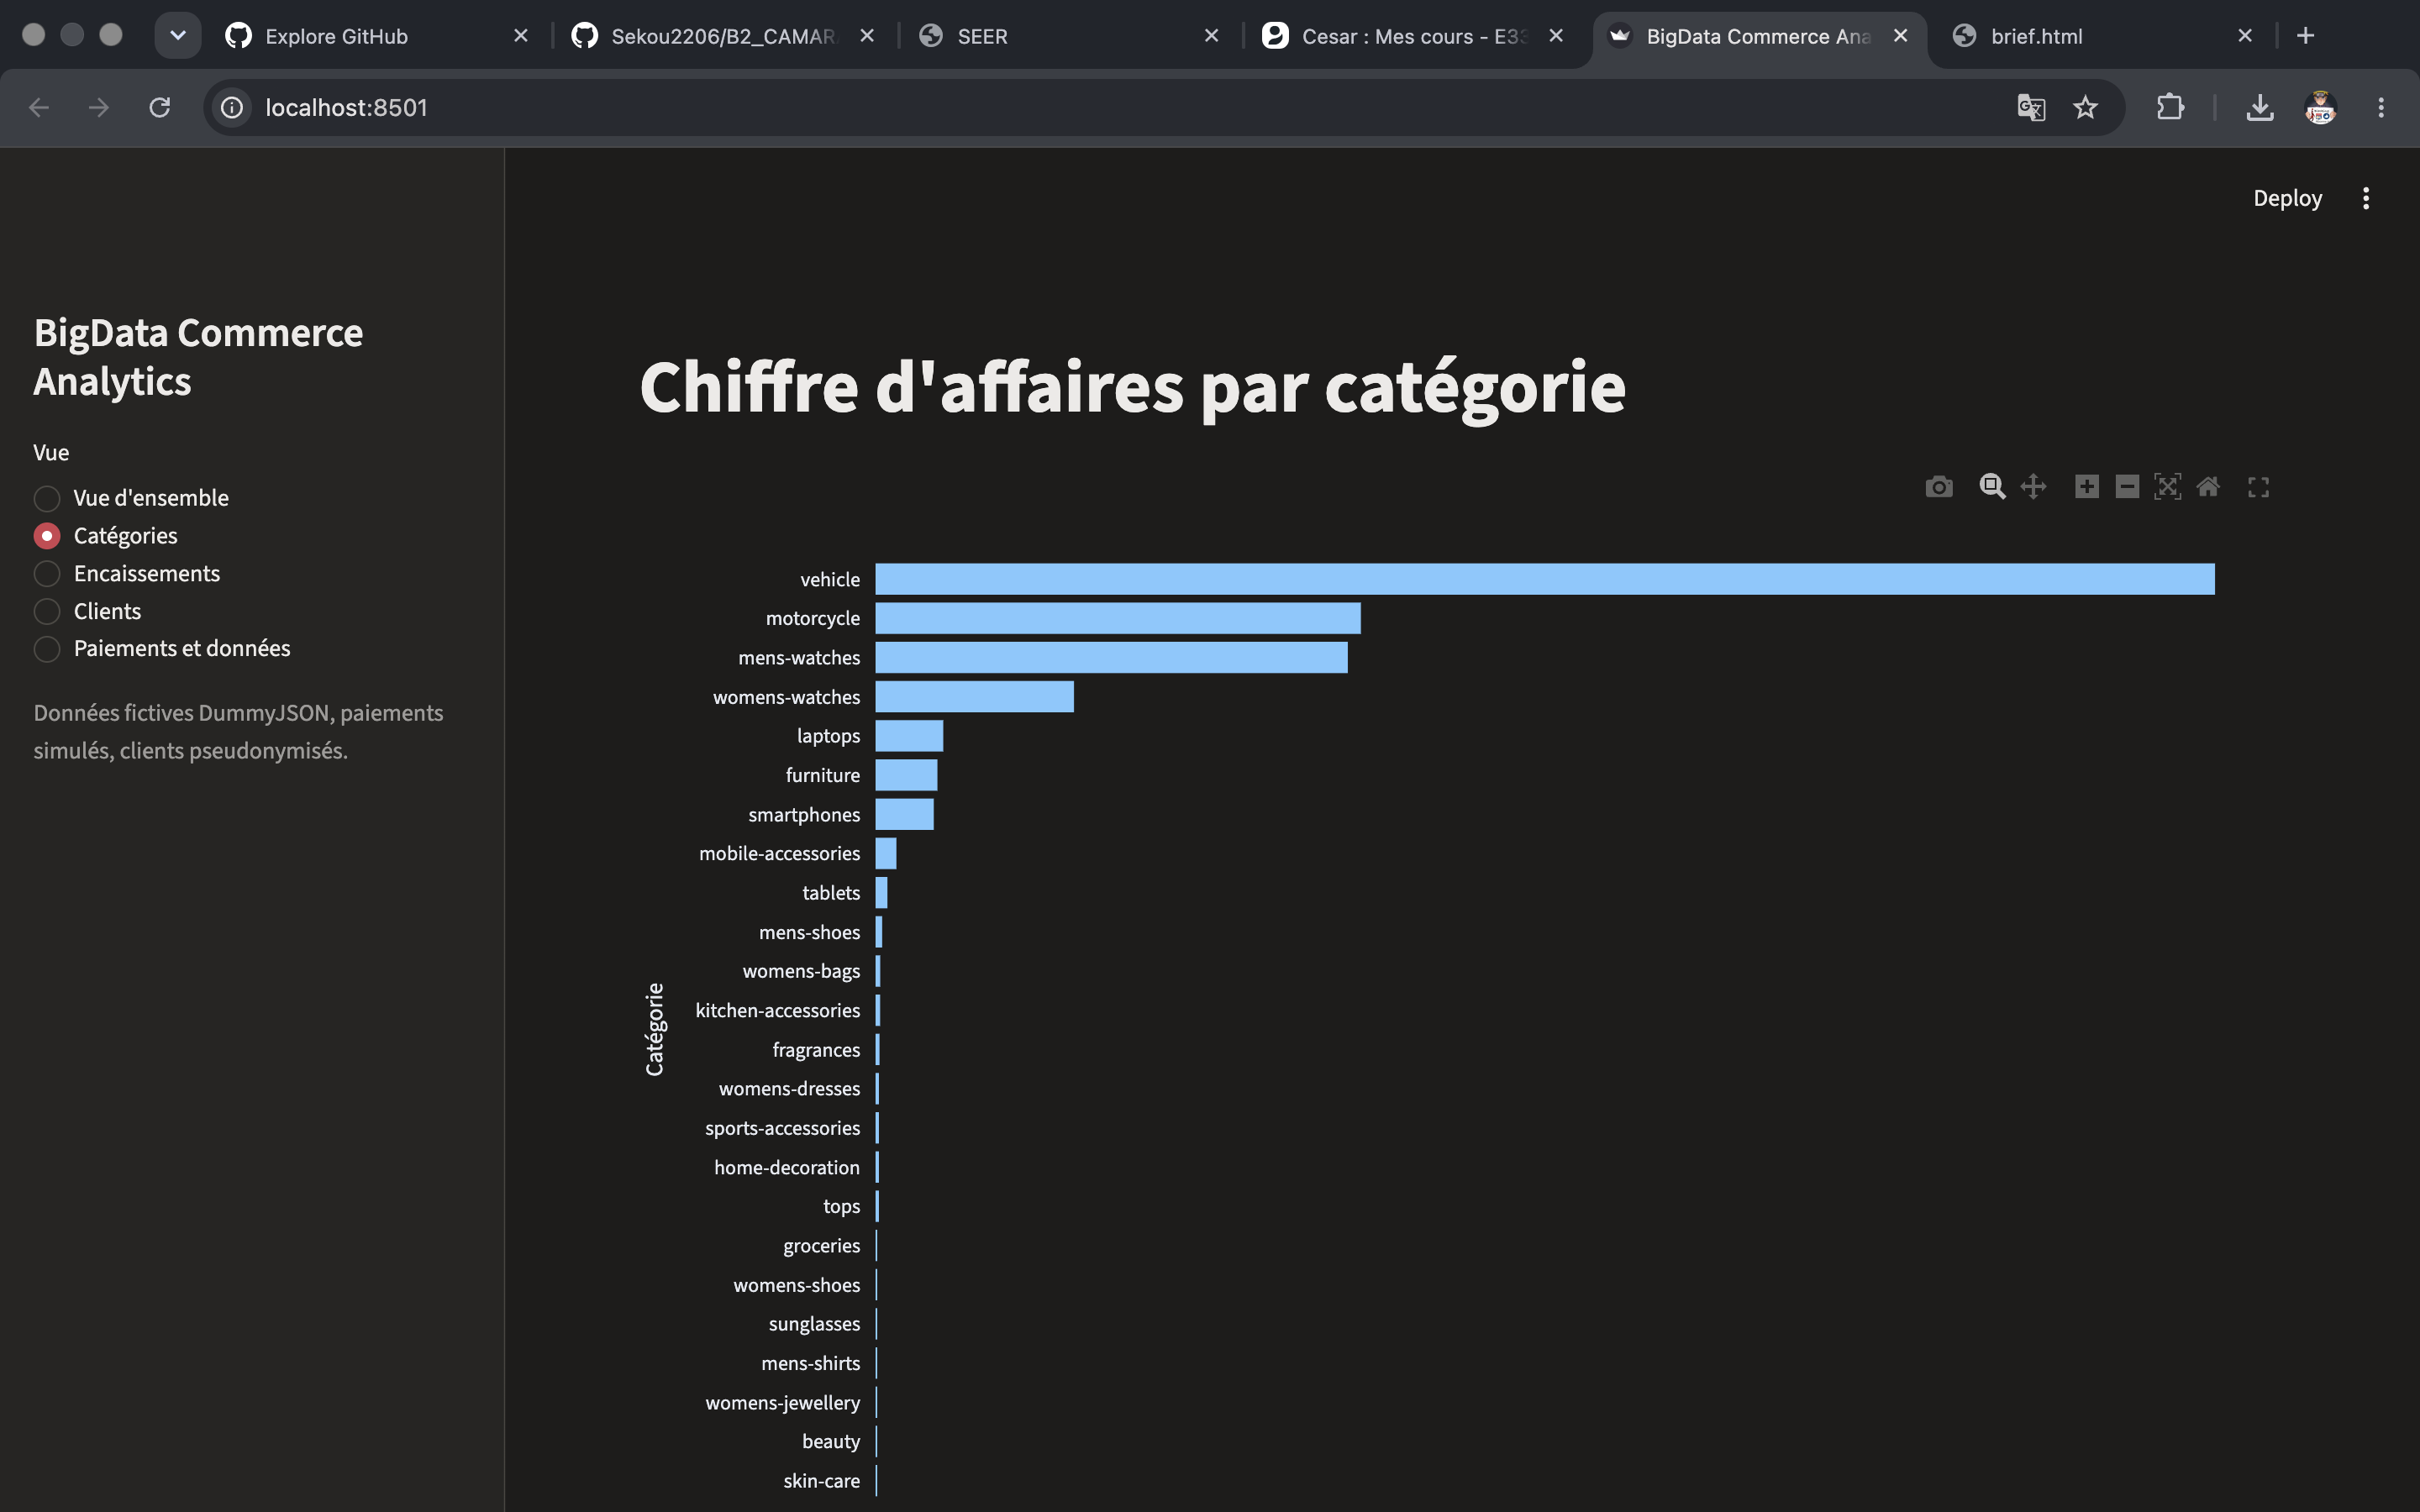 Explore GitHub
Sekou2206/B2_CAMAR
SEER
Cesar : Mes cours - E33
BigData Commerce Ana
brief.html
localhost:8501
Deploy
BigData Commerce
Analytics
Vue
Vue d'ensemble
Catégories
Encaissements
Clients
Paiements et données
Données fictives DummyJSON, paiements
simulés, clients pseudonymisés.
Chiffre d'affaires par catégorie
Catégorie
vehicle
motorcycle
mens-watches
womens-watches
laptops
furniture
smartphones
mobile-accessories
tablets
mens-shoes
womens-bags
kitchen-accessories
fragrances
womens-dresses
sports-accessories
home-decoration
tops
groceries
womens-shoes
sunglasses
mens-shirts
womens-jewellery
beauty
skin-care